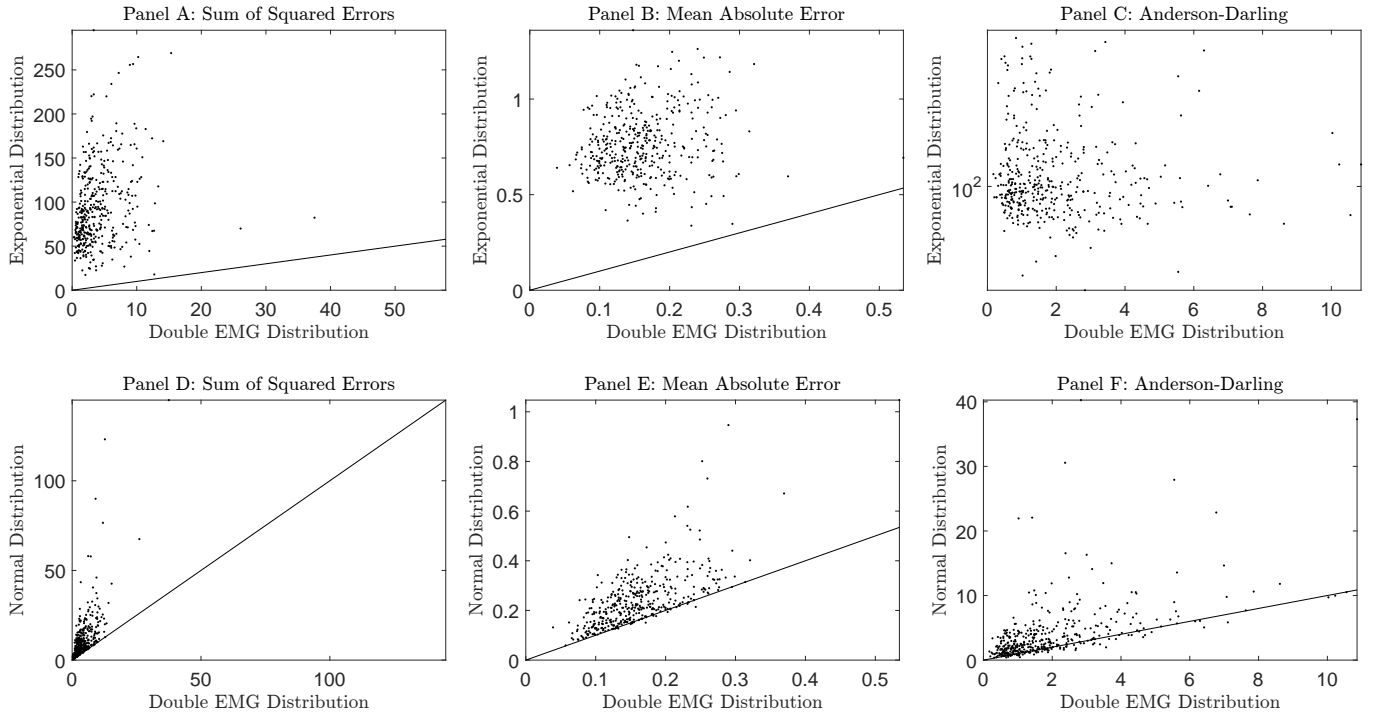 Panel A: Sum of Squared Errors
Exponential Distribution
250
200
150
100
50
0
0 10 20 30 40 50
Double EMG Distribution
Panel B: Mean Absolute Error
Exponential Distribution
1
0.5
0
0 0.1 0.2 0.3 0.4 0.5
Double EMG Distribution
Panel C: Anderson-Darling
Exponential Distribution
10²
0 2 4 6 8 10
Double EMG Distribution
Panel D: Sum of Squared Errors
Normal Distribution
100
50
0
0 50 100
Double EMG Distribution
Panel E: Mean Absolute Error
Normal Distribution
1
0.8
0.6
0.4
0.2
0
0 0.1 0.2 0.3 0.4 0.5
Double EMG Distribution
Panel F: Anderson-Darling
Normal Distribution
40
30
20
10
0
0 2 4 6 8 10
Double EMG Distribution